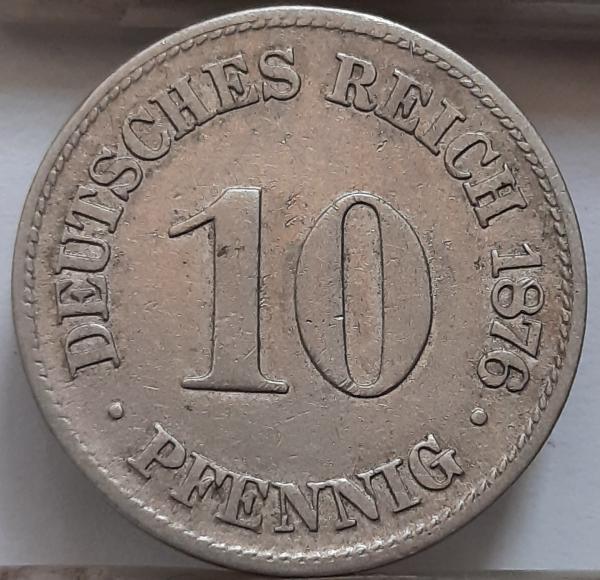 DEUTSCHES REICH 1876
10
• PFENNIG •